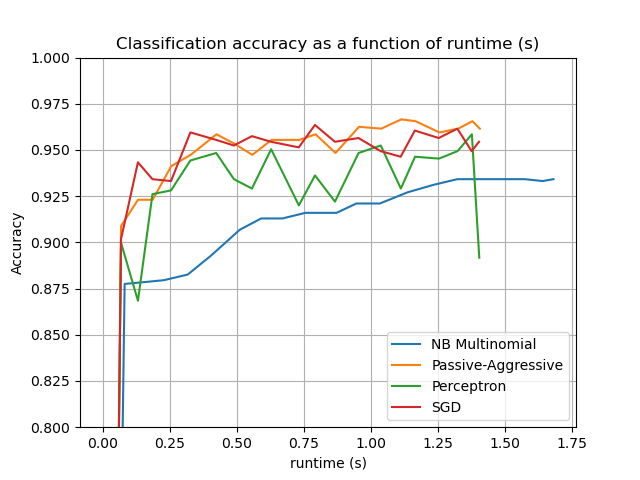 Classification accuracy as a function of runtime (s)
1.000
0.975
0.950
0.925
0.900
0.875
0.850
0.825
0.800
Accuracy
NB Multinomial
Passive-Aggressive
Perceptron
SGD
0.00 0.25 0.50 0.75 1.00 1.25 1.50 1.75
runtime (s)